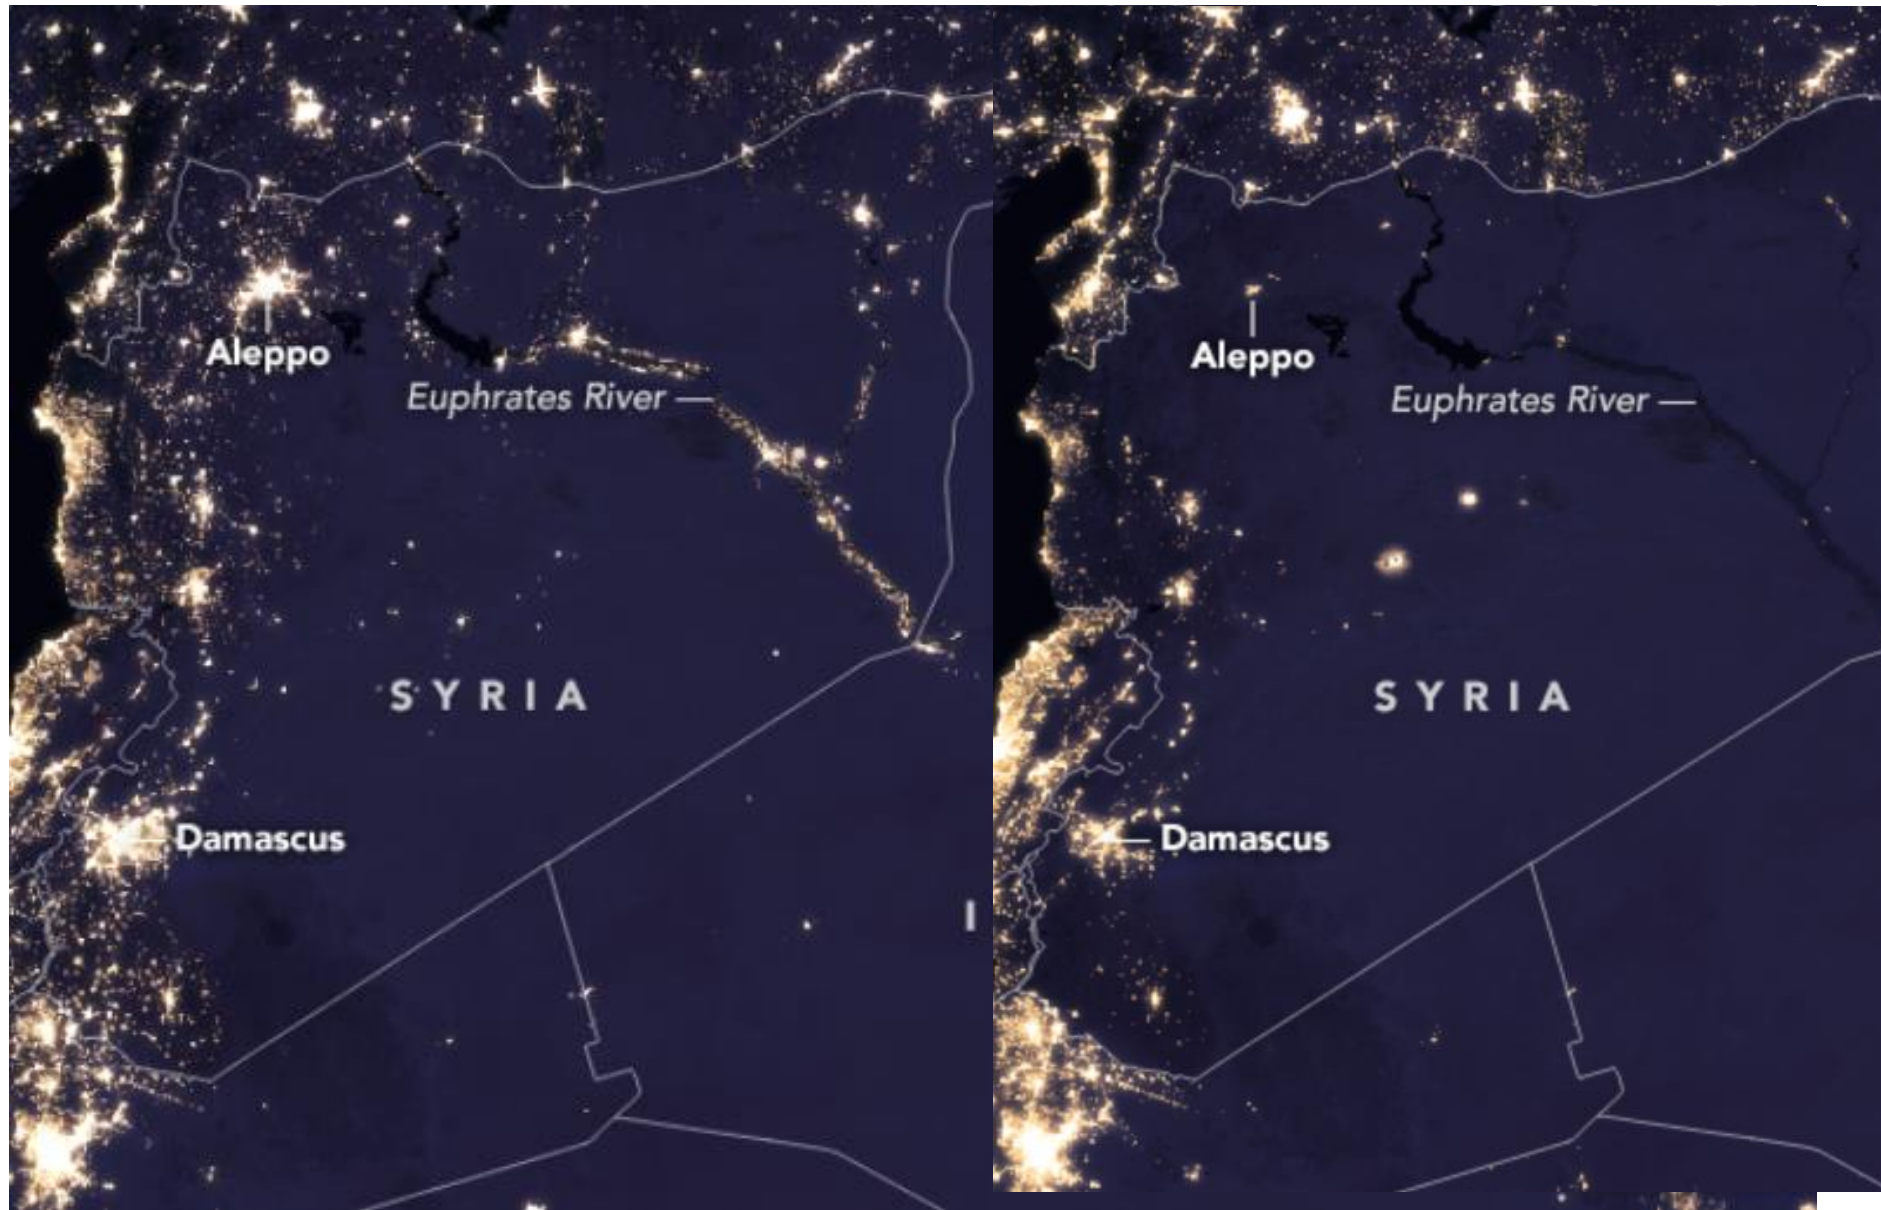 Aleppo
Euphrates River
SYRIA
Damascus
I
Aleppo
Euphrates River
SYRIA
Damascus